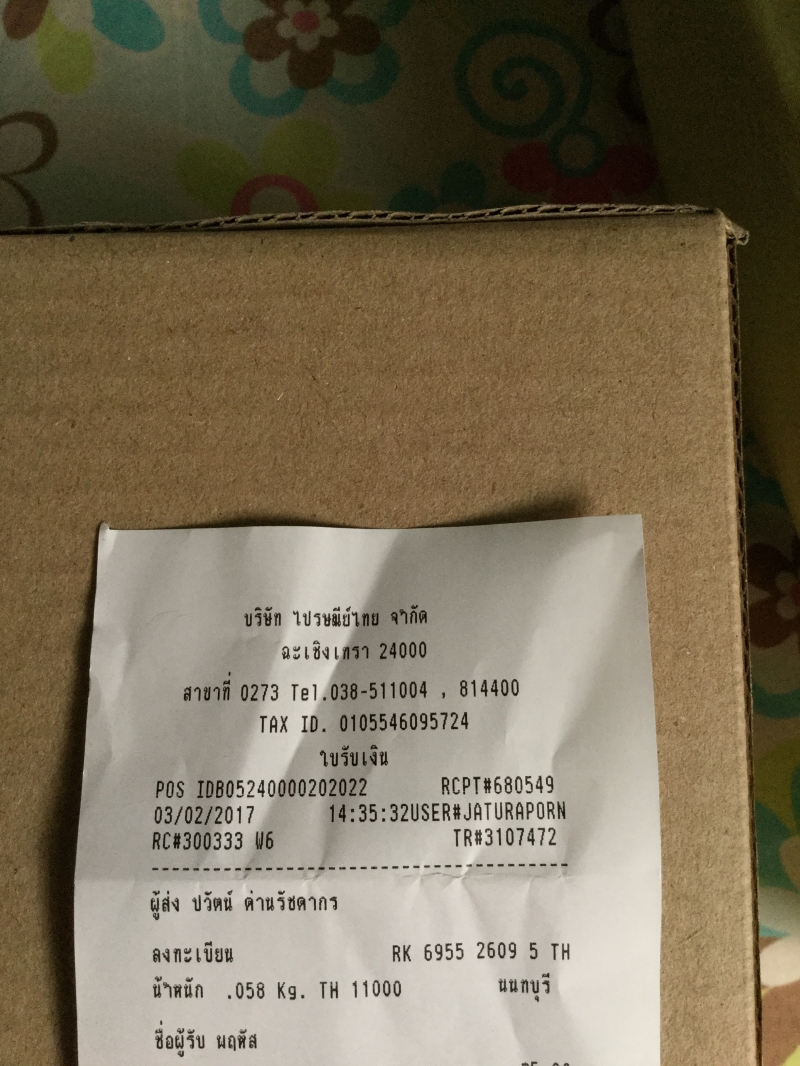 บริษัท ไปรษณีย์ไทย จำกัด
ฉะเชิงเทรา 24000
สาขาที่ 0273 Tel.038-511004 , 814400
TAX ID. 0105546095724
ใบรับเงิน
POS IDB05240000202022 RCPT#680549
03/02/2017 14:35:32USER#JATURAPORN
RC#300333 W6 TR#3107472
ผู้ส่ง ปวัตน์ ด่านรัชดากร
ลงทะเบียน RK 6955 2609 5 TH
น้ำหนัก .058 Kg. TH 11000 นนทบุรี
ชื่อผู้รับ พฤหัส